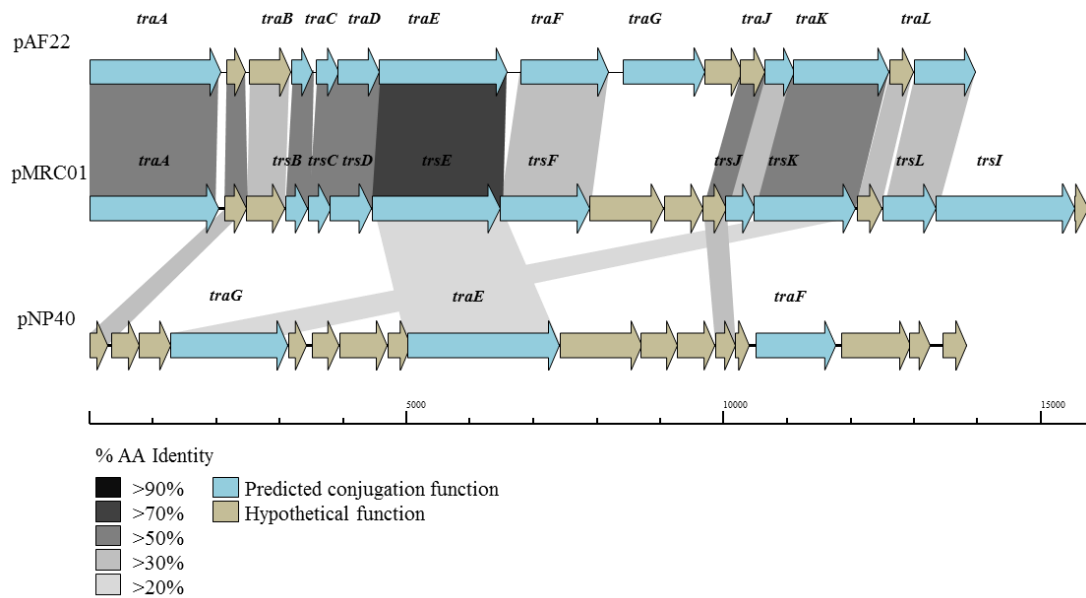 traA traB traC traD traE traF traG traJ traK traL
pAF22
traA trsB trsC trsD trsE trsF trsJ trsK trsL trsI
pMRC01
traG traE traF
pNP40
5000 10000 15000
% AA Identity
>90% Predicted conjugation function
>70% Hypothetical function
>50%
>30%
>20%